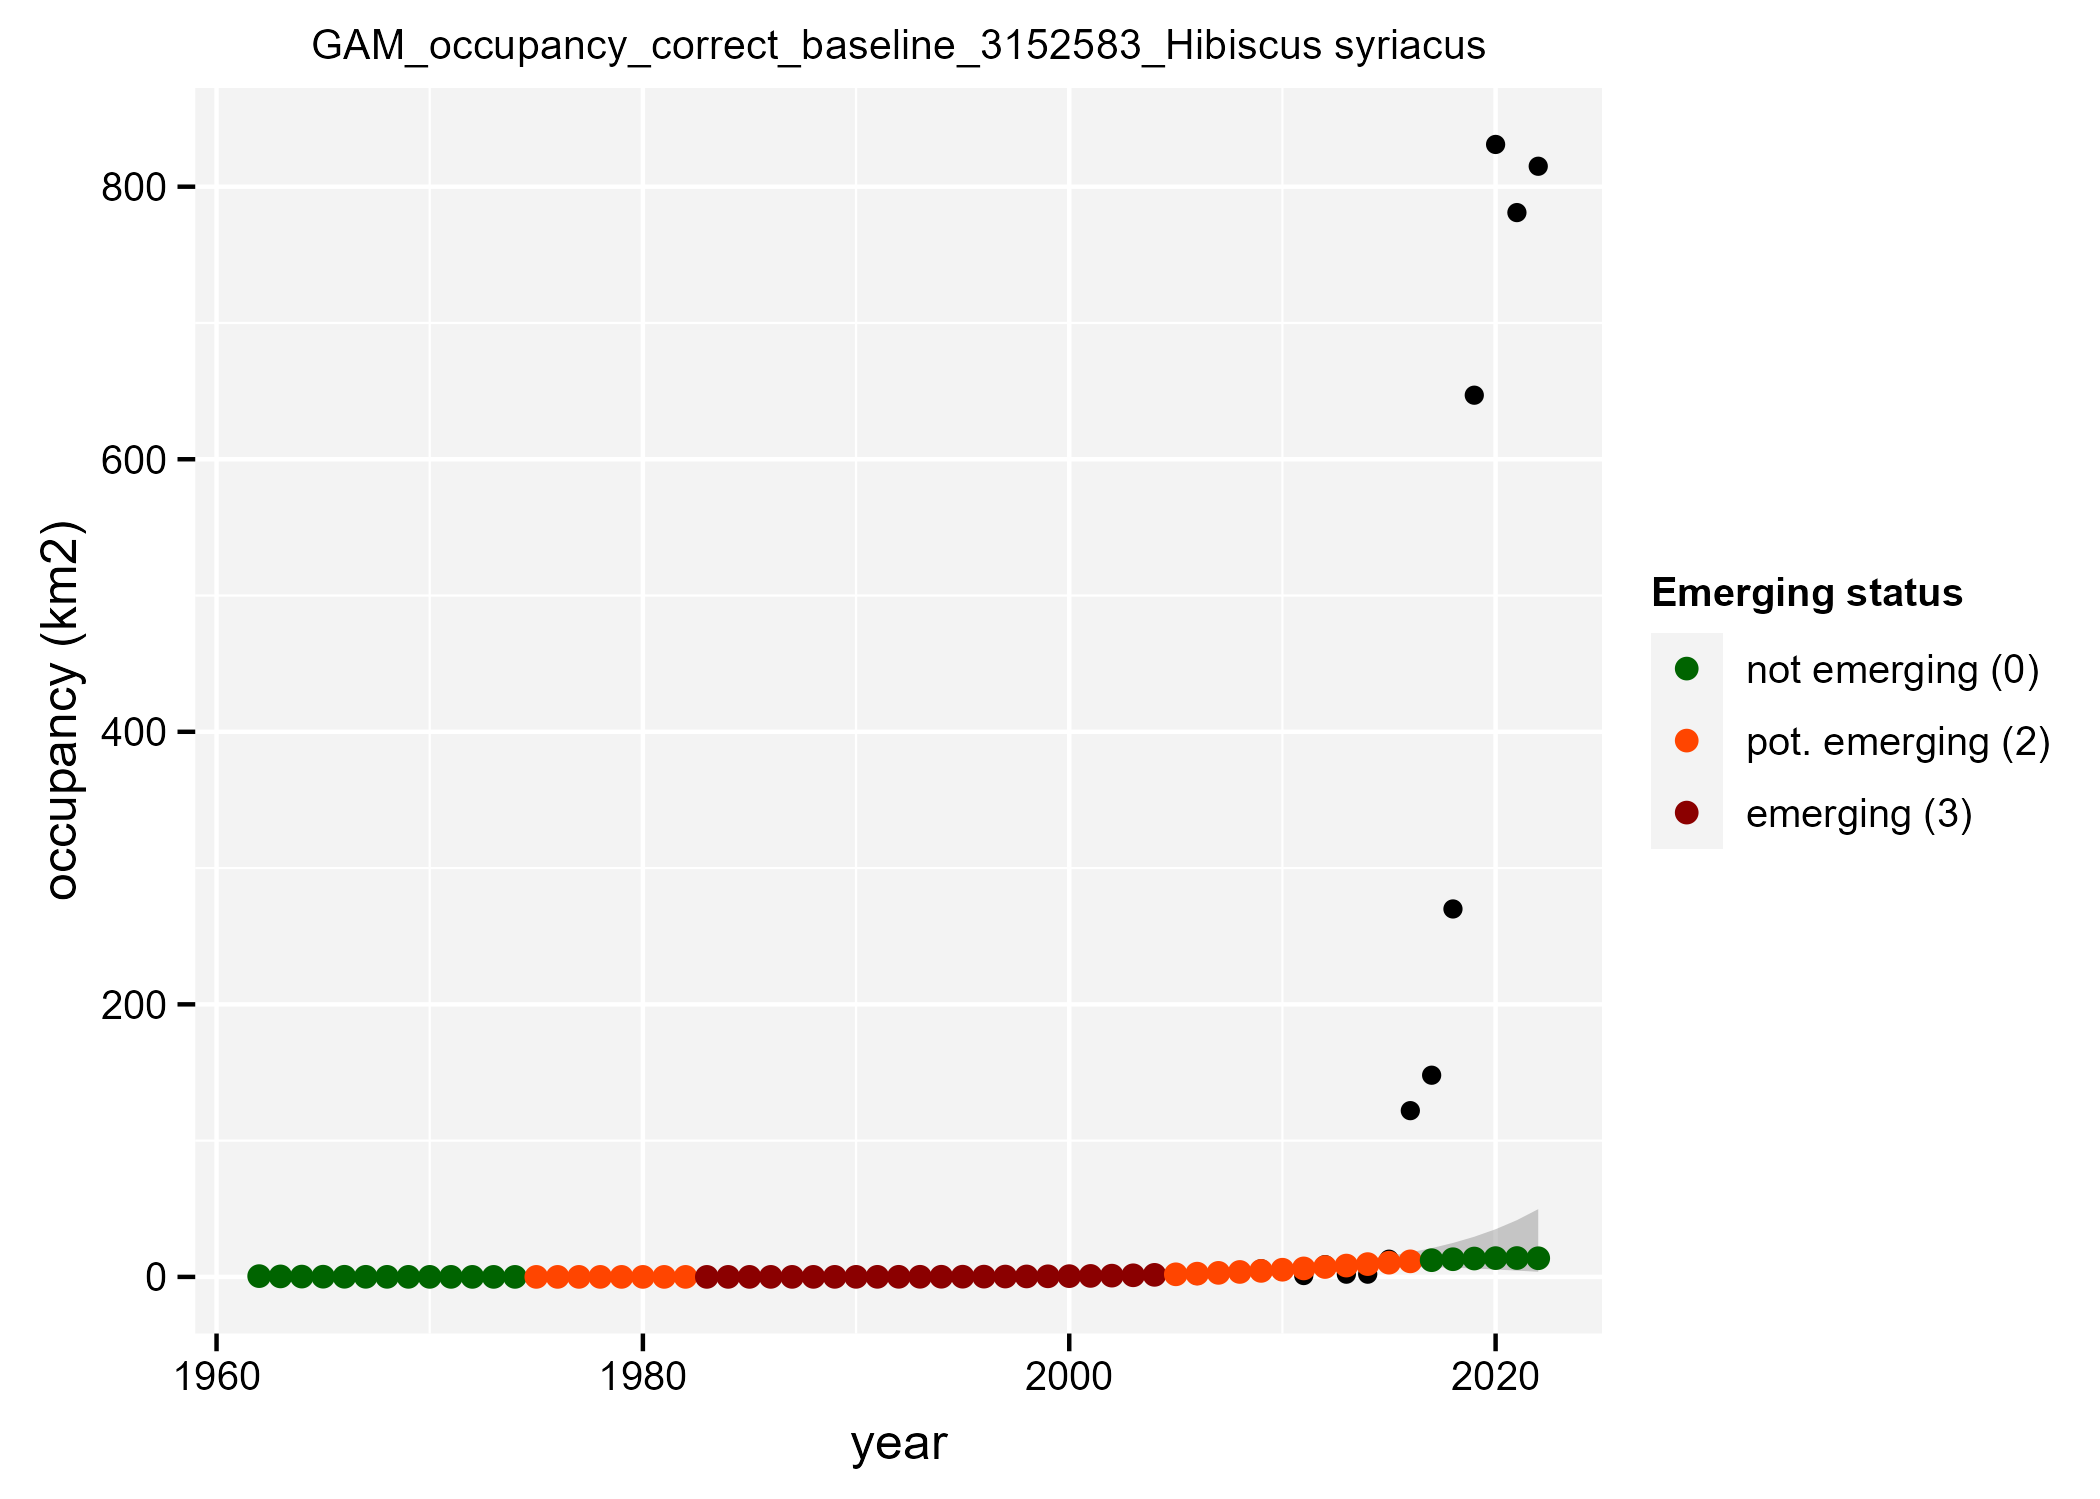 GAM_occupancy_correct_baseline_3152583_Hibiscus syriacus
occupancy (km2)
800
600
400
200
0
1960 1980 2000 2020
year
Emerging status
not emerging (0)
pot. emerging (2)
emerging (3)